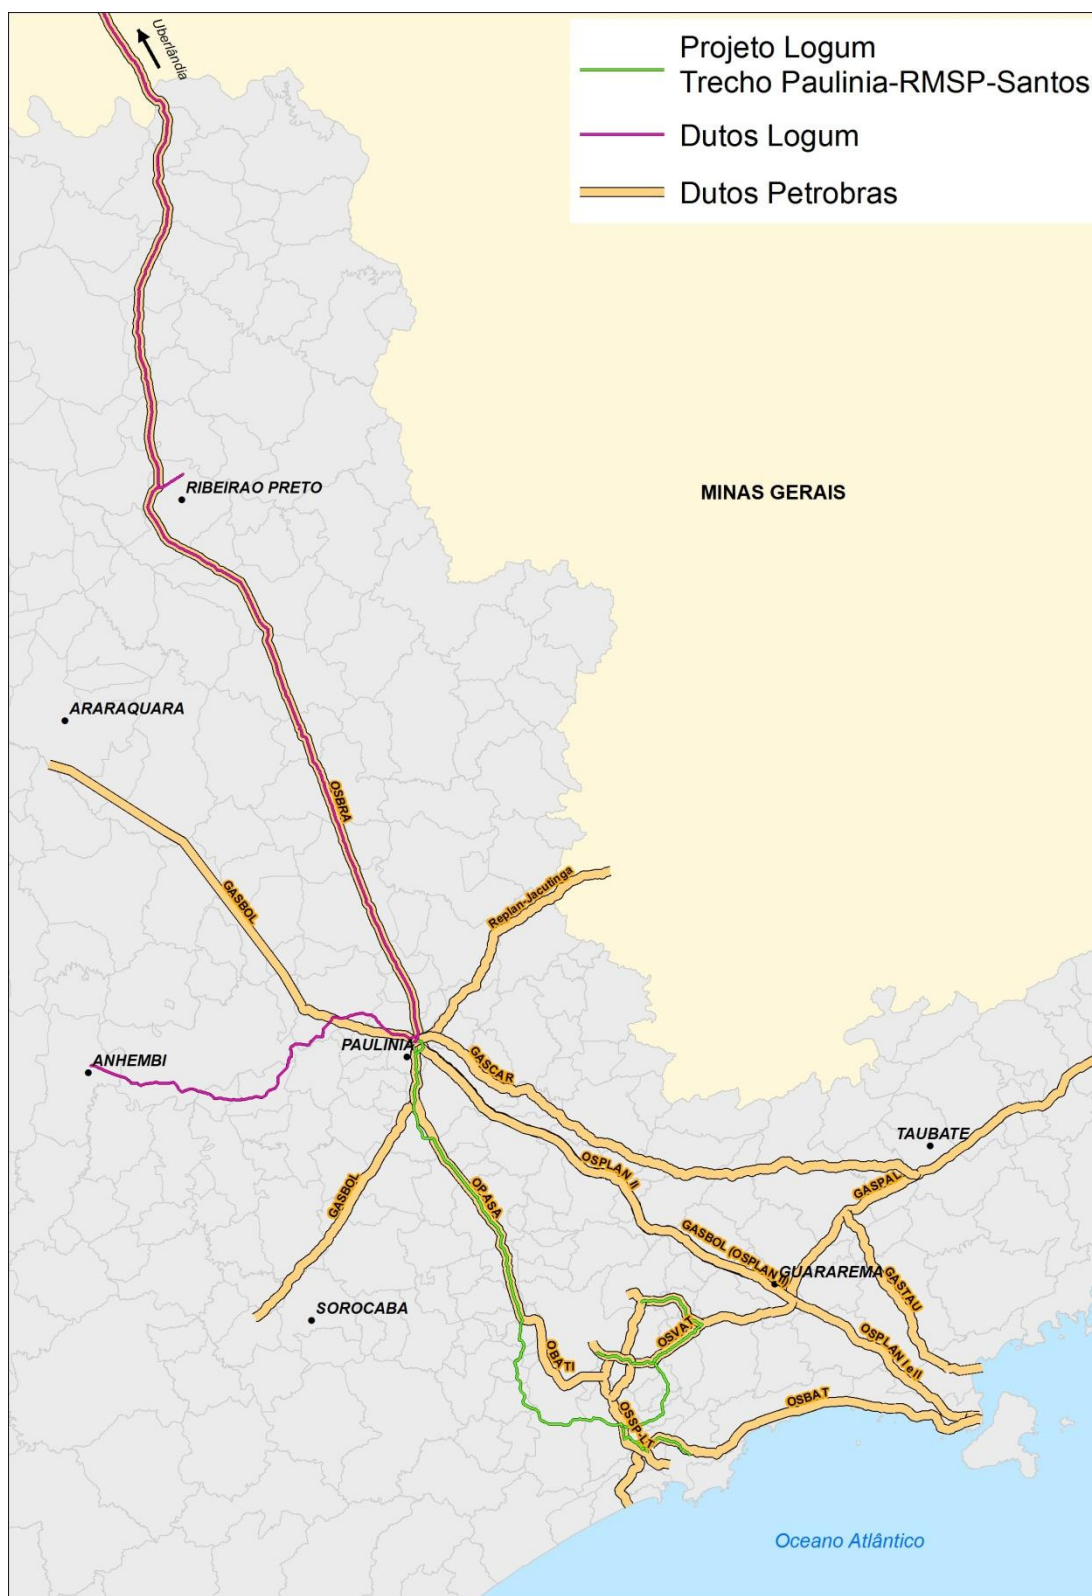 Uberlândia
Projeto Logum
Trecho Paulinia-RMSP-Santos
Dutos Logum
Dutos Petrobras
RIBEIRAO PRETO
MINAS GERAIS
ARARAQUARA
OSBRA
GASBOL
Replan-Jacutinga
PAULINIA
ANHEMBI
GASCAR
TAUBATE
OSPLAN II
GASPAL
GASBOL
OPASA
GASBOL (OSPLAN II)
GUARAREMA
GASTAU
SOROCABA
OSVAT
OBATI
OSPLAN I e II
OSBAT
OSSP-LT
Oceano Atlântico